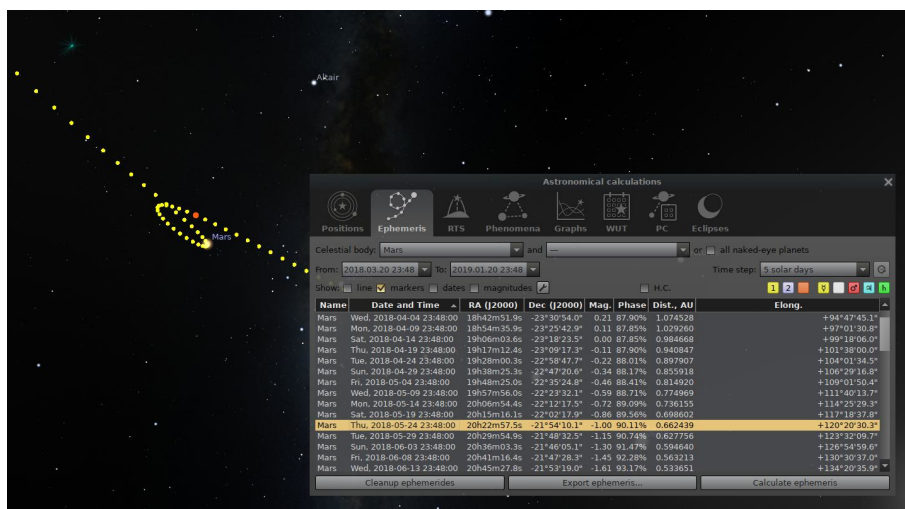 Altair
Mars
Astronomical calculations
Positions Ephemeris RTS Phenomena Graphs WUT PC Eclipses
Celestial body: Mars and --- or all naked-eye planets
From: 2018.03.20 23:48 To: 2019.01.20 23:48 Time step: 5 solar days
Show: line markers dates magnitudes H.C. 1 2 ☿ ♂ ♃ h
Name Date and Time RA (J2000) Dec (J2000) Mag. Phase Dist., AU Elong.
Mars Wed, 2018-04-04 23:48:00 18h42m51.9s -23°30'54.0" 0.21 87.90% 1.074528 +94°47'45.1"
Mars Mon, 2018-04-09 23:48:00 18h54m35.9s -23°25'42.9" 0.11 87.85% 1.029260 +97°01'30.8"
Mars Sat, 2018-04-14 23:48:00 19h06m03.6s -23°18'23.5" 0.00 87.85% 0.984668 +99°18'06.0"
Mars Thu, 2018-04-19 23:48:00 19h17m12.4s -23°09'17.3" -0.11 87.90% 0.940847 +101°38'00.0"
Mars Tue, 2018-04-24 23:48:00 19h28m00.3s -22°58'47.7" -0.22 88.01% 0.897907 +104°01'34.5"
Mars Sun, 2018-04-29 23:48:00 19h38m25.3s -22°47'20.6" -0.34 88.17% 0.855918 +106°29'16.8"
Mars Fri, 2018-05-04 23:48:00 19h48m25.0s -22°35'24.8" -0.46 88.41% 0.814920 +109°01'50.4"
Mars Wed, 2018-05-09 23:48:00 19h57m56.0s -22°23'32.1" -0.59 88.71% 0.774969 +111°40'13.7"
Mars Mon, 2018-05-14 23:48:00 20h06m54.4s -22°12'17.5" -0.72 89.09% 0.736155 +114°25'29.3"
Mars Sat, 2018-05-19 23:48:00 20h15m16.1s -22°02'17.9" -0.86 89.56% 0.698602 +117°18'37.8"
Mars Thu, 2018-05-24 23:48:00 20h22m57.5s -21°54'10.1" -1.00 90.11% 0.662439 +120°20'30.3"
Mars Tue, 2018-05-29 23:48:00 20h29m54.9s -21°48'32.5" -1.15 90.74% 0.627756 +123°32'09.7"
Mars Sun, 2018-06-03 23:48:00 20h36m03.3s -21°46'05.1" -1.30 91.47% 0.594640 +126°54'59.6"
Mars Fri, 2018-06-08 23:48:00 20h41m16.4s -21°47'28.3" -1.45 92.28% 0.563213 +130°30'37.0"
Mars Wed, 2018-06-13 23:48:00 20h45m27.8s -21°53'19.0" -1.61 93.17% 0.533651 +134°20'35.9"
Cleanup ephemerides Export ephemeris... Calculate ephemeris